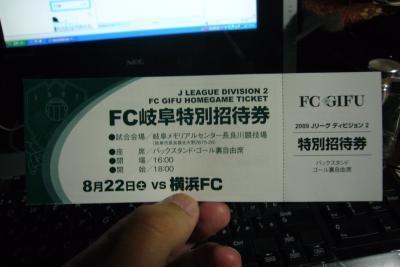 NEC
J LEAGUE DIVISION 2
FC GIFU HOMEGAME TICKET
FC岐阜特別招待券
●試合会場／岐阜メモリアルセンター長良川競技場
●座　席／バックスタンド・ゴール裏自由席
●開　場／16:00
●開　始／18:00
8月22日土 VS 横浜FC
FC GIFU
2009 Jリーグ ディビジョン 2
特別招待券
バックスタンド
ゴール裏自由席